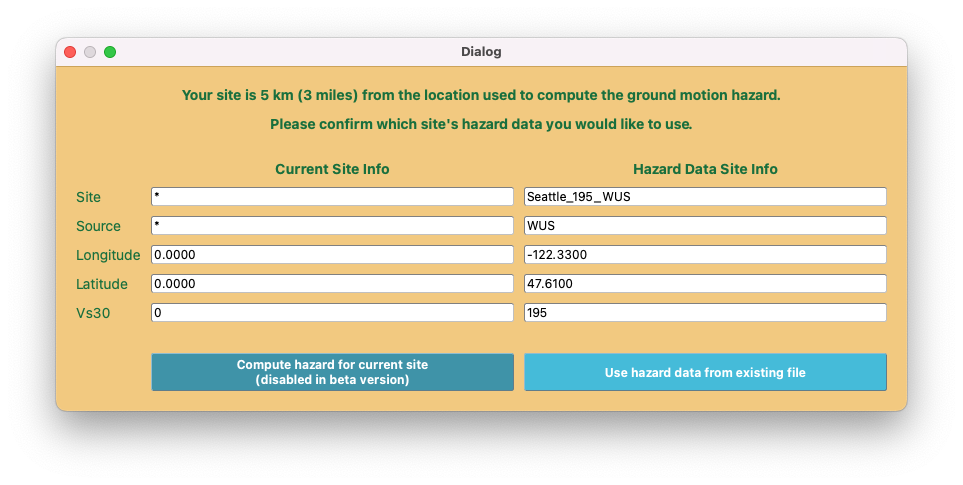 Dialog
Your site is 5 km (3 miles) from the location used to compute the ground motion hazard.
Please confirm which site's hazard data you would like to use.
Current Site Info Hazard Data Site Info
Site * Seattle_195_WUS
Source * WUS
Longitude 0.0000 -122.3300
Latitude 0.0000 47.6100
Vs30 0 195
Compute hazard for current site
(disabled in beta version)
Use hazard data from existing file